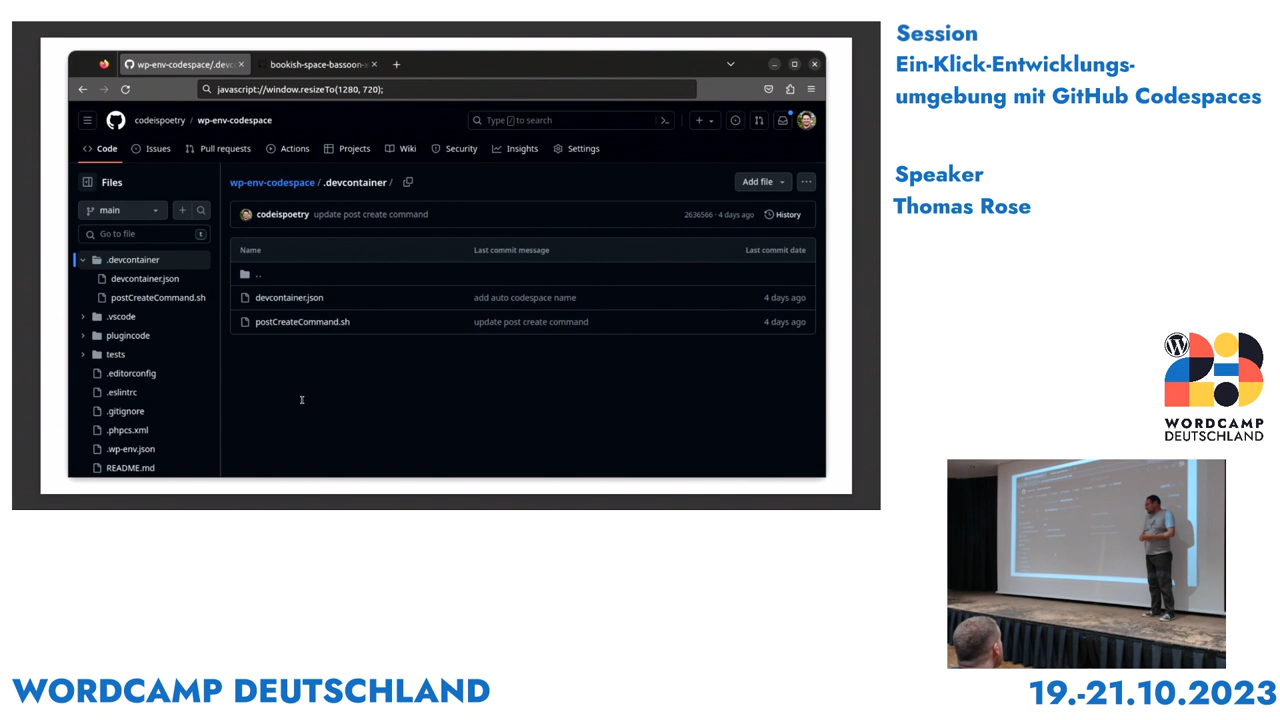 wp-env-codespace/.devc
bookish-space-bassoon-
javascript://window.resizeTo(1280, 720);
codeispoetry / wp-env-codespace
Type / to search
Code
Issues
Pull requests
Actions
Projects
Wiki
Security
Insights
Settings
Files
main
Go to file
t
.devcontainer
devcontainer.json
postCreateCommand.sh
.vscode
plugincode
tests
.editorconfig
.eslintrc
.gitignore
.phpcs.xml
.wp-env.json
README.md
wp-env-codespace / .devcontainer /
Add file
codeispoetry update post create command
2636566 · 4 days ago
History
Name Last commit message Last commit date
..
devcontainer.json add auto codespace name 4 days ago
postCreateCommand.sh update post create command 4 days ago
Session
Ein-Klick-Entwicklungs-
umgebung mit GitHub Codespaces
Speaker
Thomas Rose
W
WORDCAMP
DEUTSCHLAND
WORDCAMP DEUTSCHLAND
19.-21.10.2023